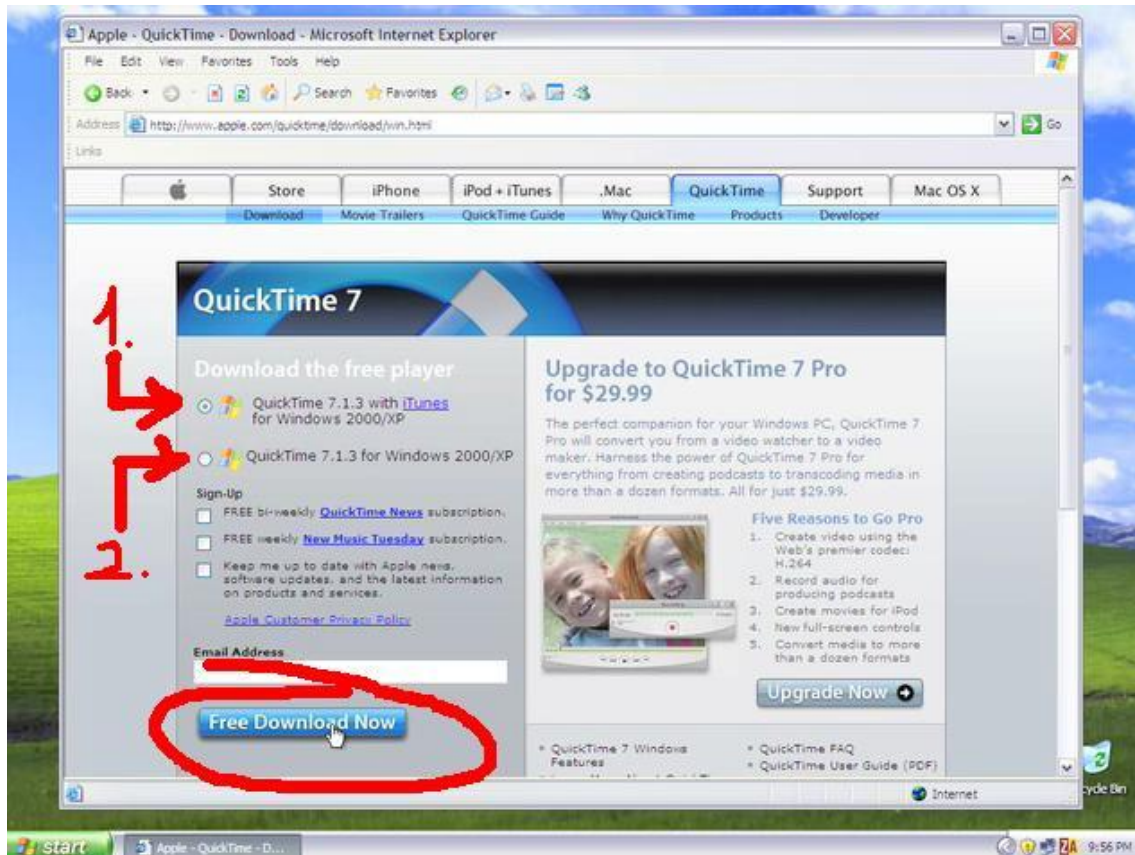 Apple - QuickTime - Download - Microsoft Internet Explorer
File Edit View Favorites Tools Help
Back Search Favorites
Address http://www.apple.com/quicktime/download/win.html Go
Links
Store iPhone iPod + iTunes .Mac QuickTime Support Mac OS X
Download Movie Trailers QuickTime Guide Why QuickTime Products Developer
QuickTime 7
1.
Download the free player
QuickTime 7.1.3 with iTunes
for Windows 2000/XP
QuickTime 7.1.3 for Windows 2000/XP
2.
Sign-Up
FREE bi-weekly QuickTime News subscription.
FREE weekly New Music Tuesday subscription.
Keep me up to date with Apple news,
software updates, and the latest information
on products and services.
Apple Customer Privacy Policy
Email Address
Free Download Now
Upgrade to QuickTime 7 Pro
for $29.99
The perfect companion for your Windows PC, QuickTime 7
Pro will convert you from a video watcher to a video
maker. Harness the power of QuickTime 7 Pro for
everything from creating podcasts to transcoding media in
more than a dozen formats. All for just $29.99.
Five Reasons to Go Pro
1. Create video using the
Web's premier codec:
H.264
2. Record audio for
producing podcasts
3. Create movies for iPod
4. New full-screen controls
5. Convert media to more
than a dozen formats
Upgrade Now
QuickTime 7 Windows
Features
QuickTime FAQ
QuickTime User Guide (PDF)
Internet
cycle Bin
start Apple - QuickTime - D... ZA 9:56 PM